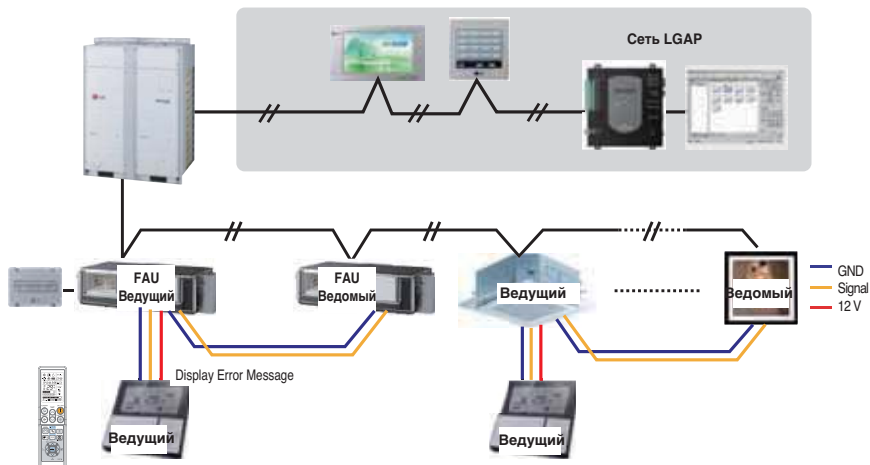 Сеть LGAP
FAU
Ведущий
FAU
Ведомый
Ведущий
Ведомый
GND
Signal
12 V
Display Error Message
Ведущий
Ведущий